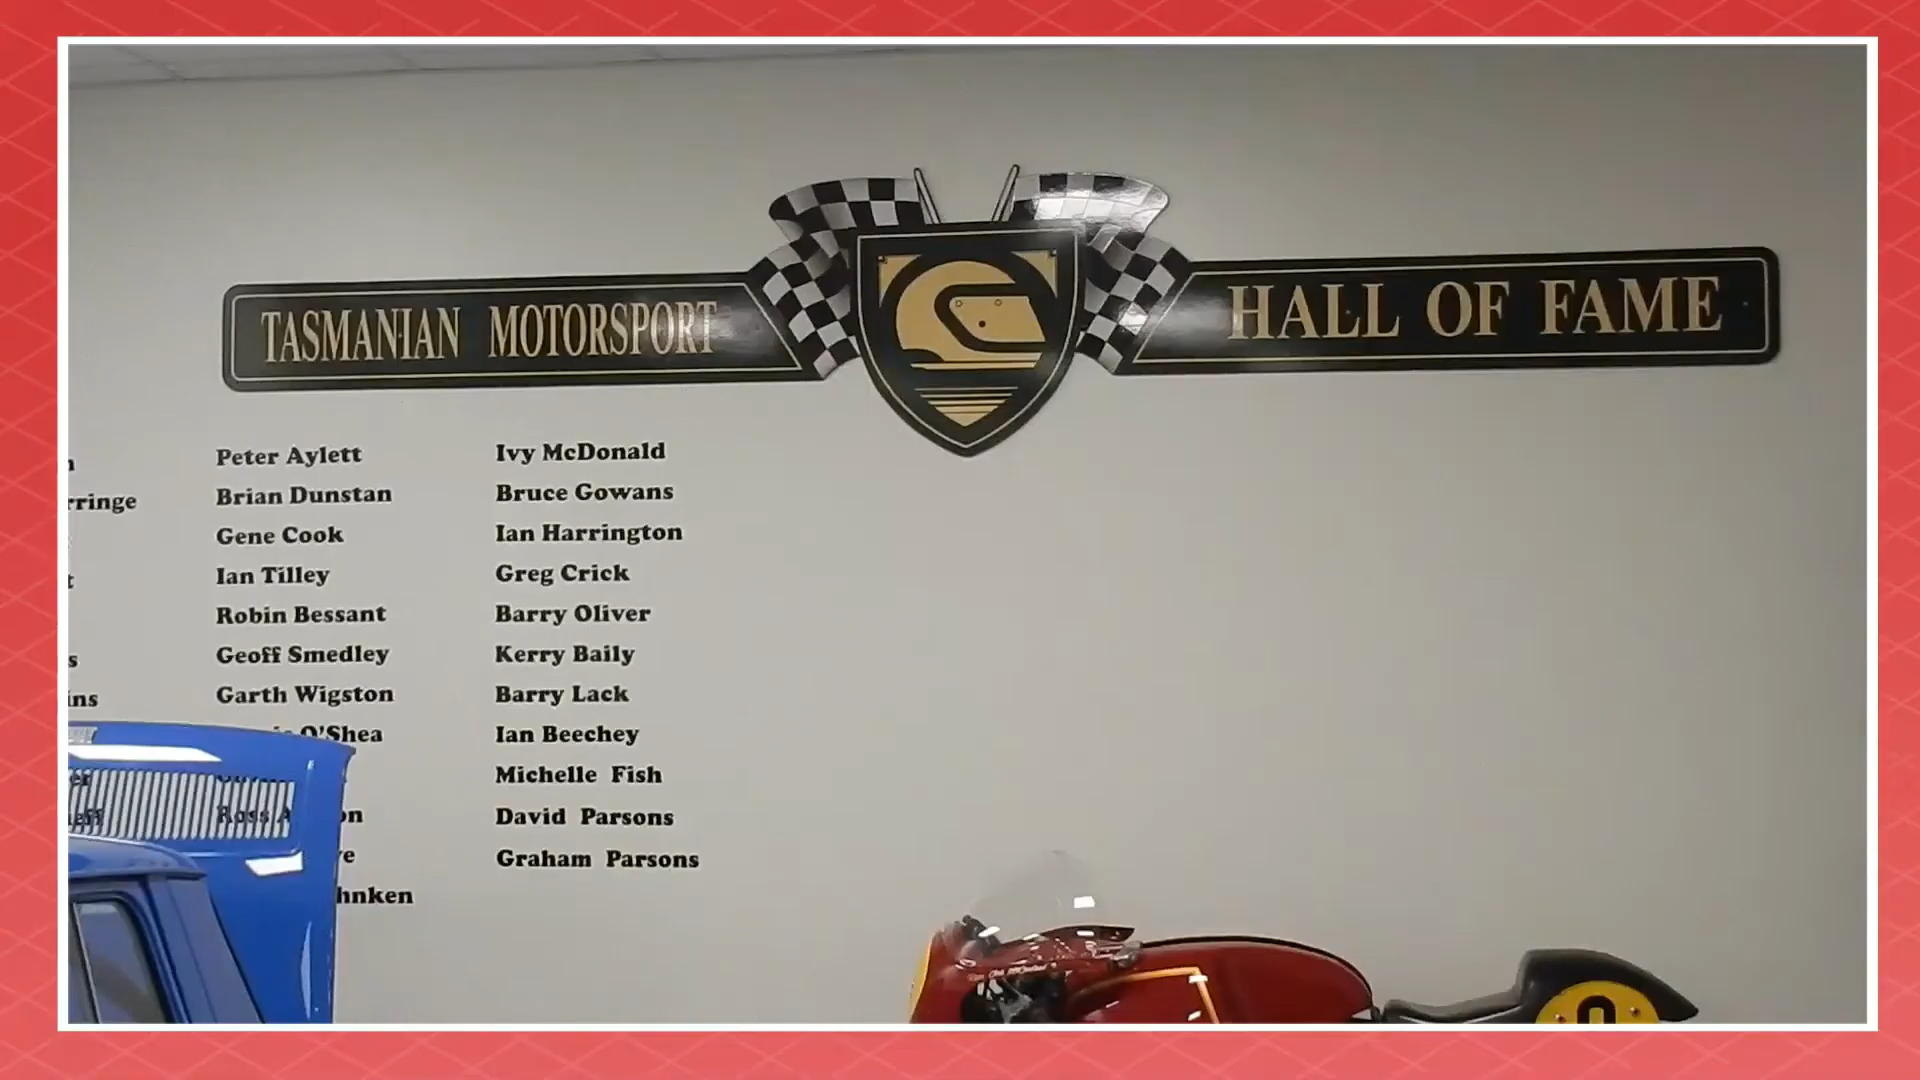 TASMANIAN MOTORSPORT HALL OF FAME
Peter Aylett
Brian Dunstan
Gene Cook
Ian Tilley
Robin Bessant
Geoff Smedley
Garth Wigston
O'Shea
Ross
Ivy McDonald
Bruce Gowans
Ian Harrington
Greg Crick
Barry Oliver
Kerry Baily
Barry Lack
Ian Beechey
Michelle Fish
David Parsons
Graham Parsons